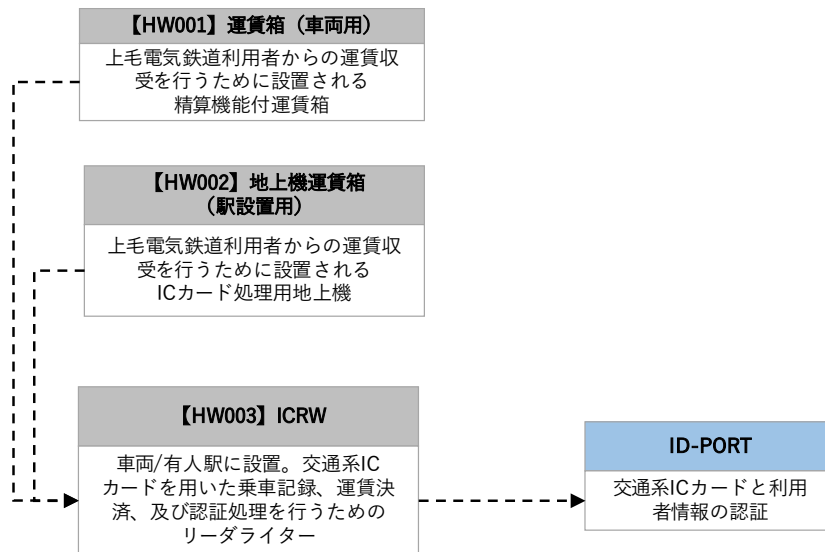 【HW001】運賃箱（車両用）
上毛電気鉄道利用者からの運賃収
受を行うために設置される
精算機能付運賃箱
【HW002】地上機運賃箱
（駅設置用）
上毛電気鉄道利用者からの運賃収
受を行うために設置される
ICカード処理用地上機
【HW003】ICRW
車両/有人駅に設置。交通系IC
カードを用いた乗車記録、運賃決
済、及び認証処理を行うための
リーダライター
ID-PORT
交通系ICカードと利用
者情報の認証